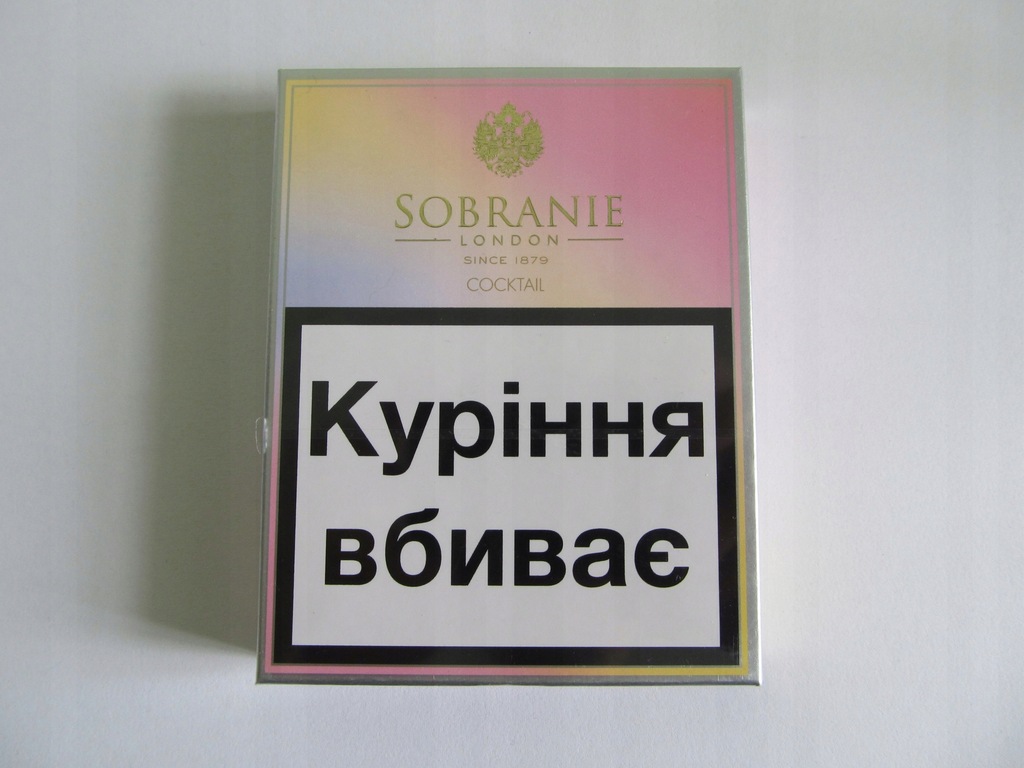 SOBRANIE
LONDON
SINCE 1879
COCKTAIL
Куріння
вбиває